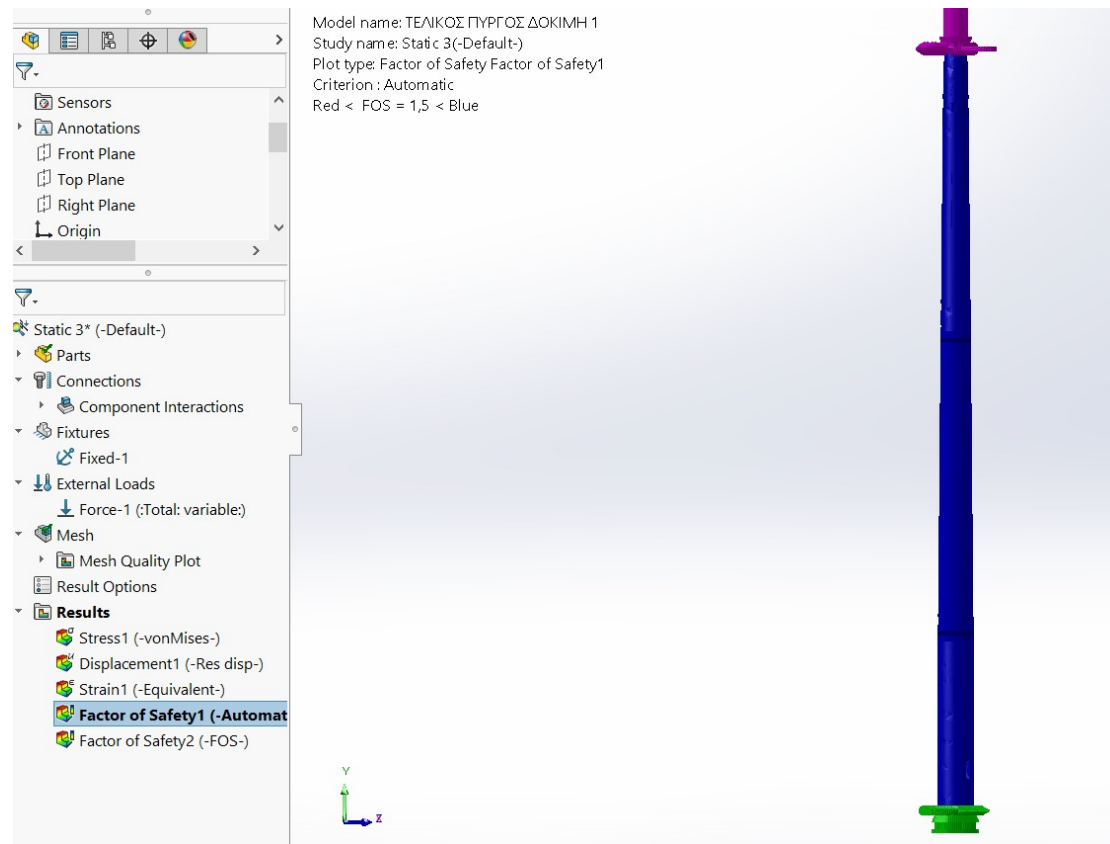 Model name: ΤΕΛΙΚΟΣ ΠΥΡΓΟΣ ΔΟΚΙΜΗ 1
Study name: Static 3(-Default-)
Plot type: Factor of Safety Factor of Safety1
Criterion : Automatic
Red < FOS = 1,5 < Blue
Sensors
Annotations
Front Plane
Top Plane
Right Plane
Origin
Static 3* (-Default-)
Parts
Connections
Component Interactions
Fixtures
Fixed-1
External Loads
Force-1 (:Total: variable:)
Mesh
Mesh Quality Plot
Result Options
Results
Stress1 (-vonMises-)
Displacement1 (-Res disp-)
Strain1 (-Equivalent-)
Factor of Safety1 (-Automat
Factor of Safety2 (-FOS-)
Y
Z